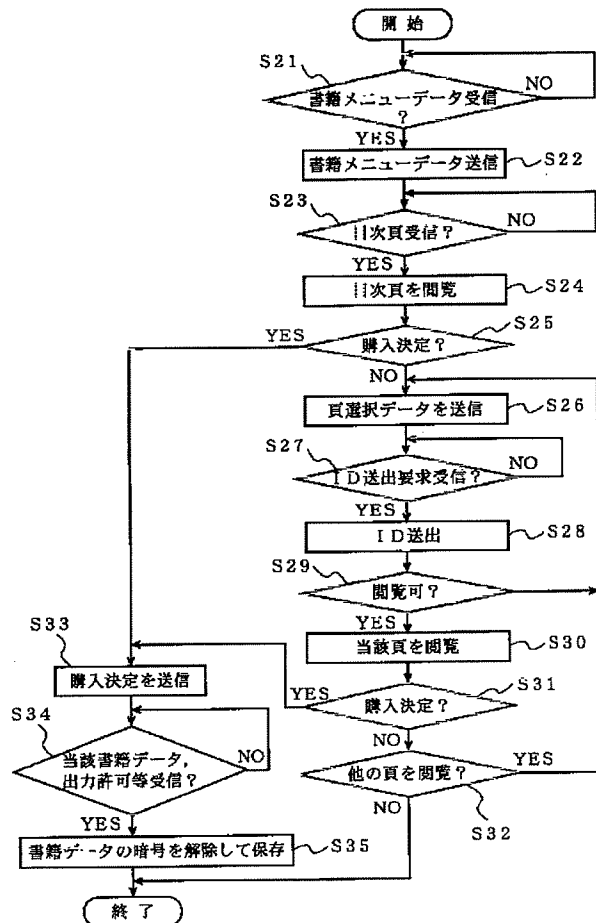 開始
S21
書籍メニューデータ受信
?
NO
YES
書籍メニューデータ送信
S22
S23
目次頁受信?
NO
YES
目次頁を閲覧
S24
S25
購入決定?
YES
NO
頁選択データを送信
S26
S27
ID送出要求受信?
NO
YES
ID送出
S28
S29
閲覧可?
YES
当該頁を閲覧
S30
S31
購入決定?
YES
NO
他の頁を閲覧?
YES
S32
NO
S33
購入決定を送信
S34
当該書籍データ,
出力許可等受信?
NO
YES
書籍データの暗号を解除して保存
S35
終了